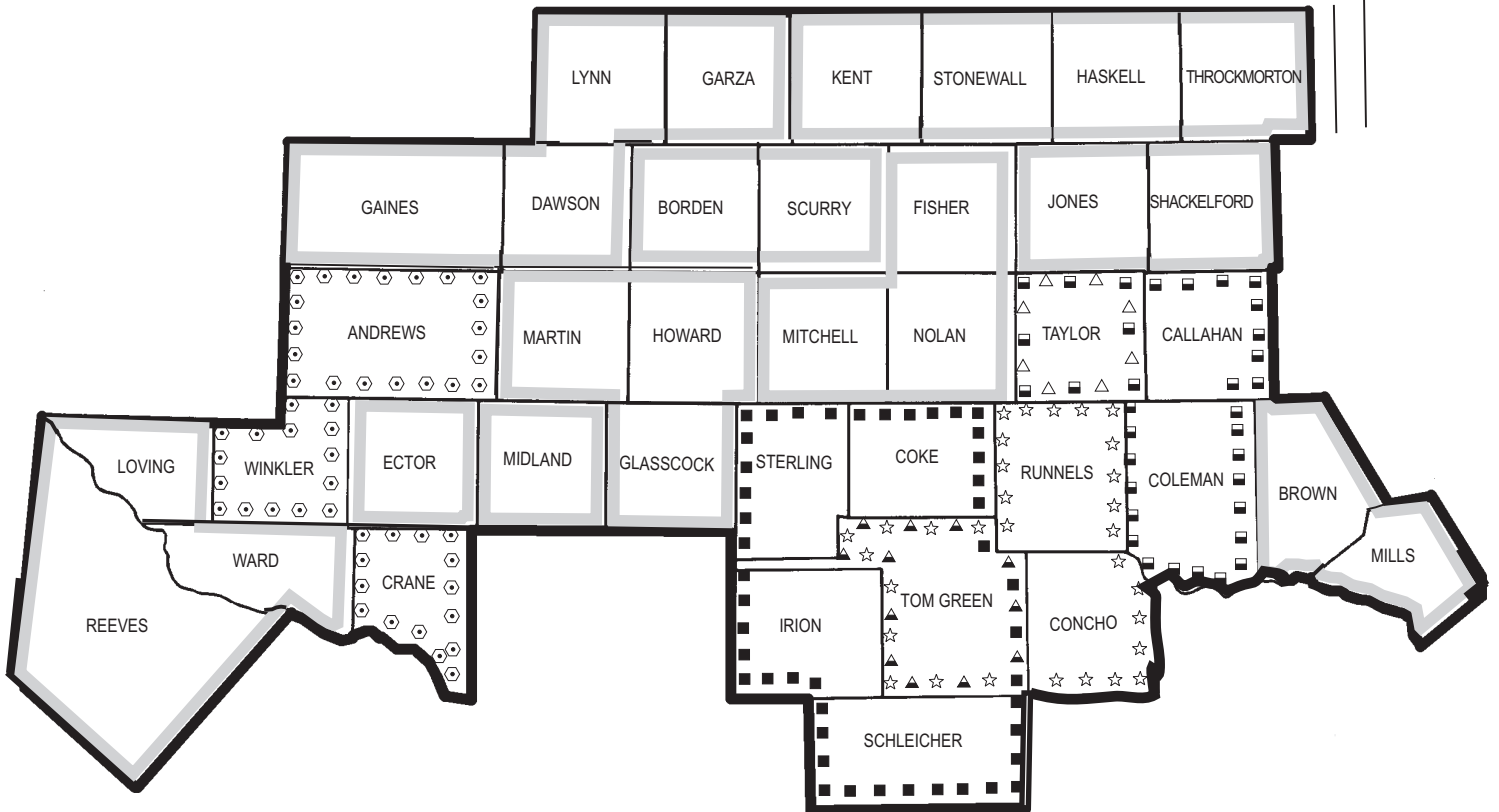 LYNN
GARZA
KENT
STONEWALL
HASKELL
THROCKMORTON
GAINES
DAWSON
BORDEN
SCURRY
FISHER
JONES
SHACKELFORD
ANDREWS
MARTIN
HOWARD
MITCHELL
NOLAN
TAYLOR
CALLAHAN
LOVING
WINKLER
ECTOR
MIDLAND
GLASSCOCK
STERLING
COKE
RUNNELS
COLEMAN
BROWN
REEVES
WARD
CRANE
IRION
TOM GREEN
CONCHO
MILLS
SCHLEICHER